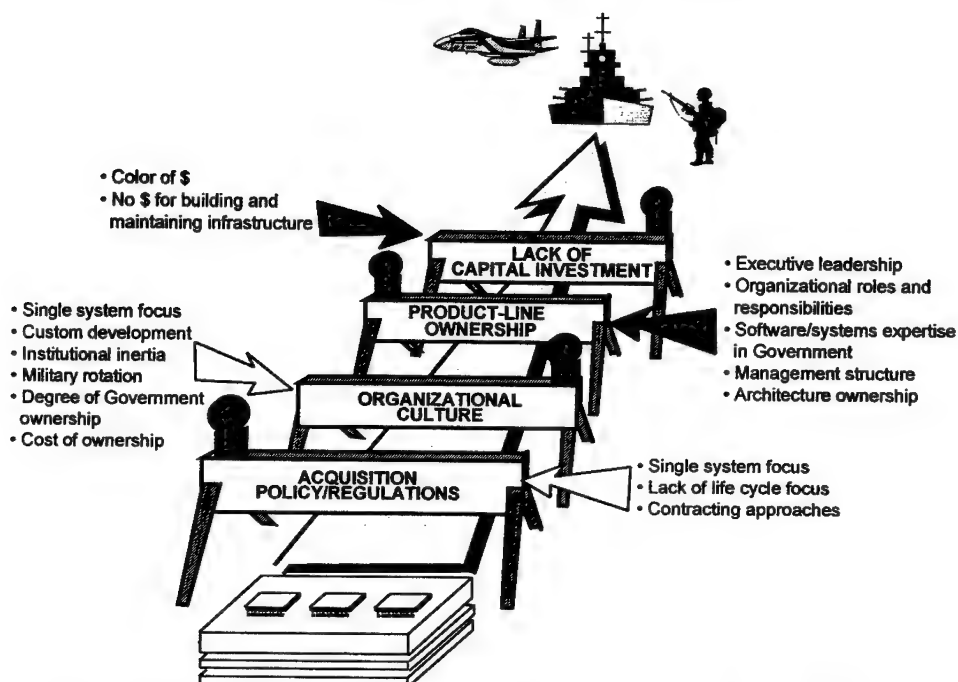 • Color of $
• No $ for building and
maintaining infrastructure
LACK OF
CAPITAL INVESTMENT
• Executive leadership
• Organizational roles and
responsibilities
• Software/systems expertise
in Government
• Management structure
• Architecture ownership
PRODUCT-LINE
OWNERSHIP
• Single system focus
• Custom development
• Institutional inertia
• Military rotation
• Degree of Government
ownership
• Cost of ownership
ORGANIZATIONAL
CULTURE
ACQUISITION
POLICY/REGULATIONS
• Single system focus
• Lack of life cycle focus
• Contracting approaches